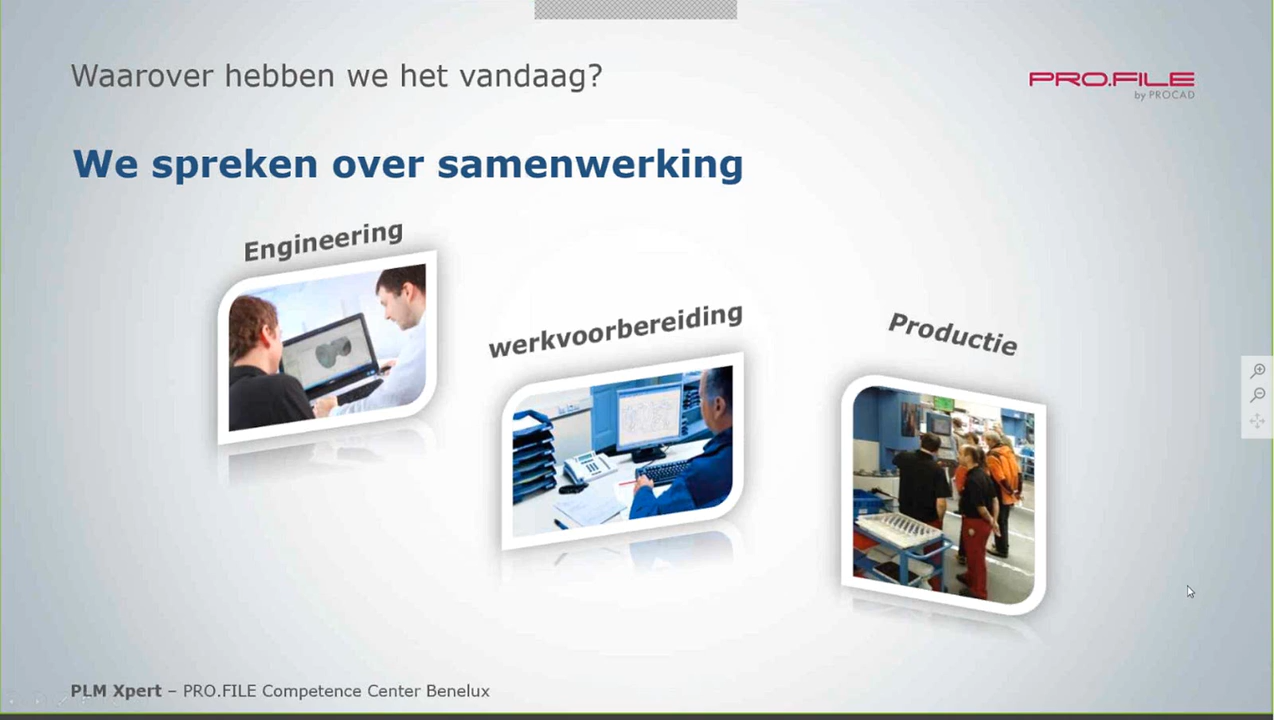 Waarover hebben we het vandaag?
PRO.FILE
by PROCAD
We spreken over samenwerking
Engineering
werkvoorbereiding
Productie
PLM Xpert – PRO.FILE Competence Center Benelux